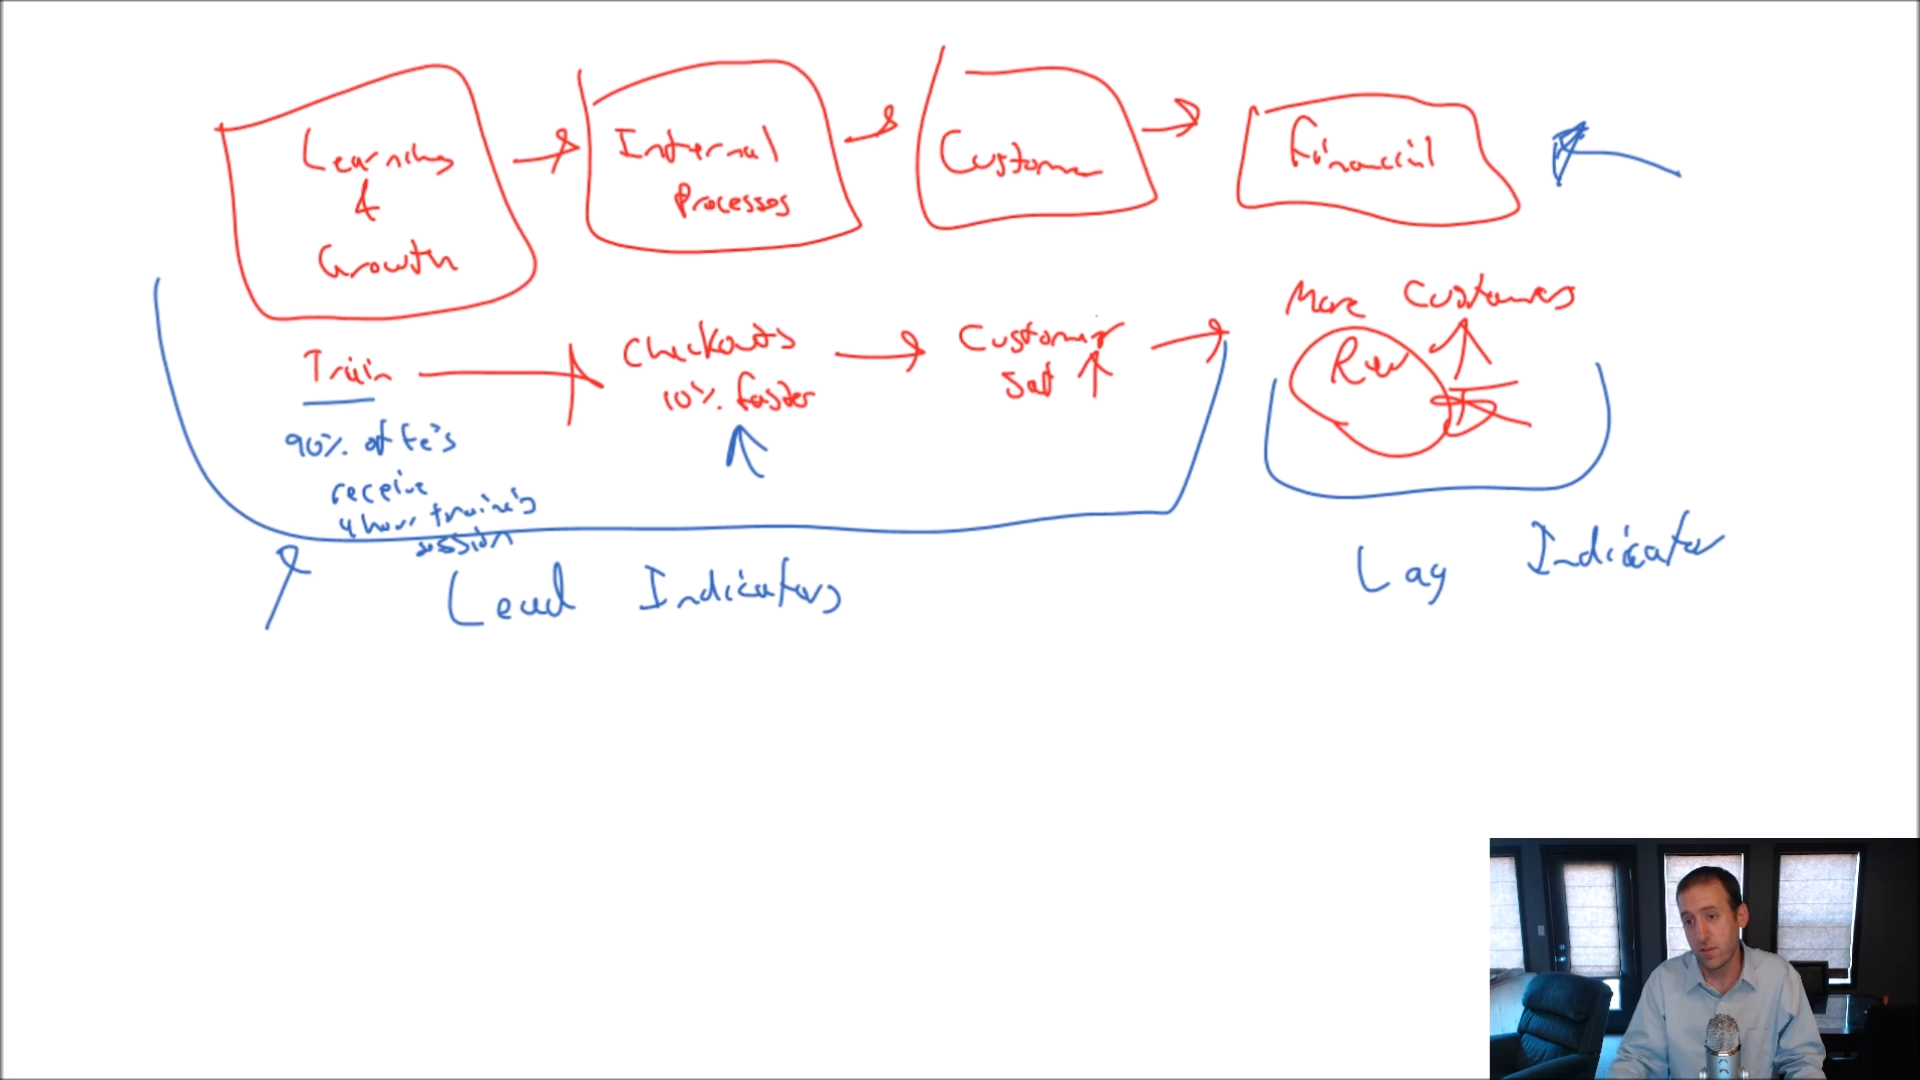 Learning
&
Growth
Internal
Processes
Customer
Financial
Train
90% of Ee's
receive
4 hour training
session
Checkouts
10% faster
Customer
Sat ↑
More Customers
Rev ↑
Lead Indicators
Lag Indicator